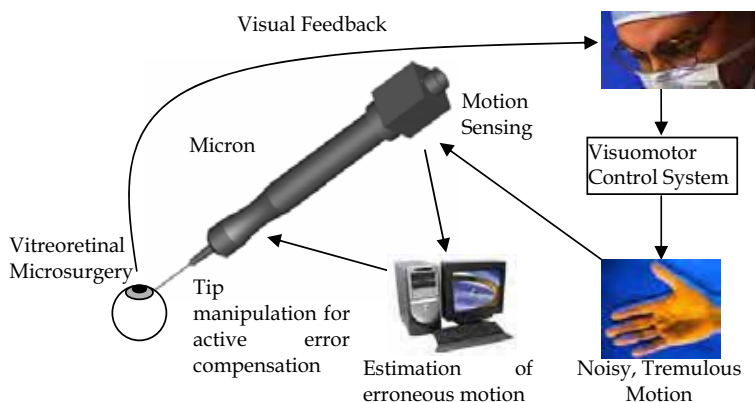 Visual Feedback
Motion
Sensing
Micron
Visuomotor
Control System
Vitreoretinal
Microsurgery
Tip
manipulation for
active error
compensation
Estimation of
erroneous motion
Noisy, Tremulous
Motion